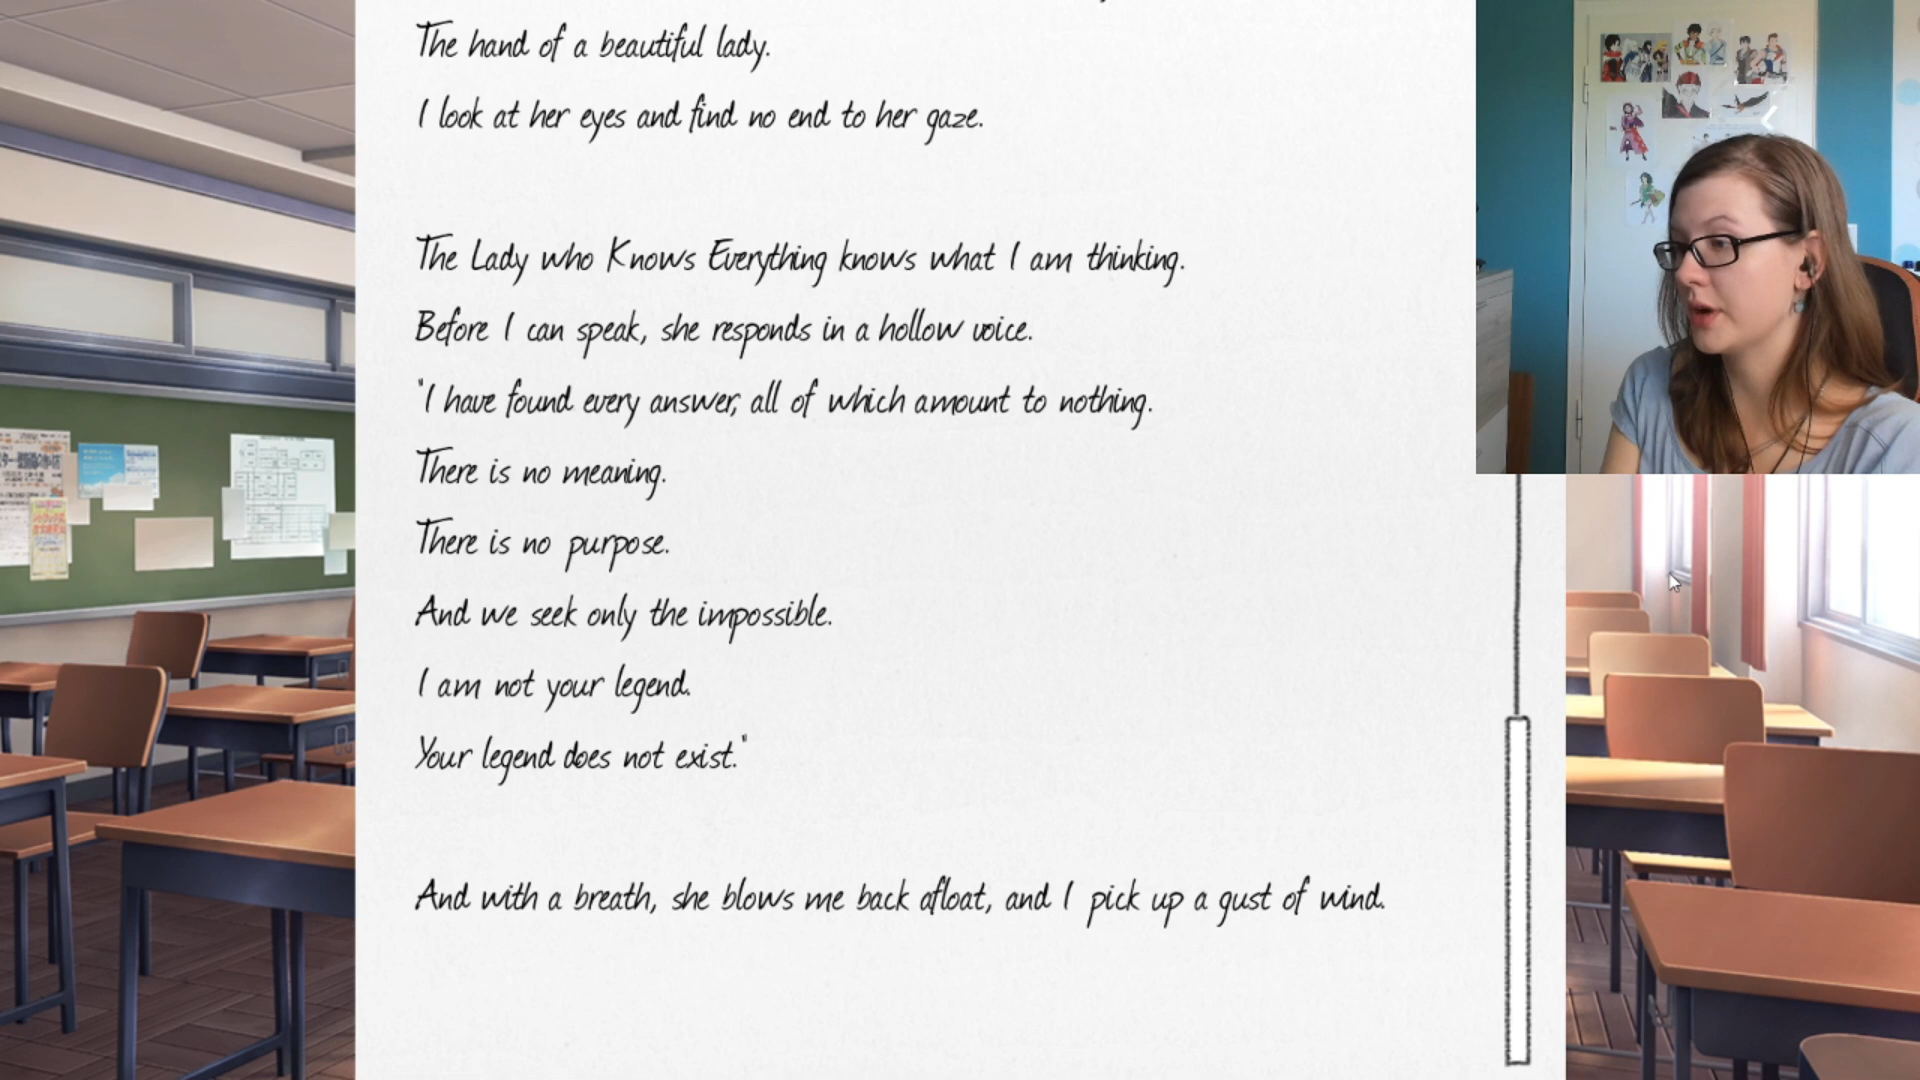 The hand of a beautiful lady.
I look at her eyes and find no end to her gaze.
The Lady who Knows Everything knows what I am thinking.
Before I can speak, she responds in a hollow voice.
"I have found every answer, all of which amount to nothing.
There is no meaning.
There is no purpose.
And we seek only the impossible.
I am not your legend.
Your legend does not exist."
And with a breath, she blows me back afloat, and I pick up a gust of wind.